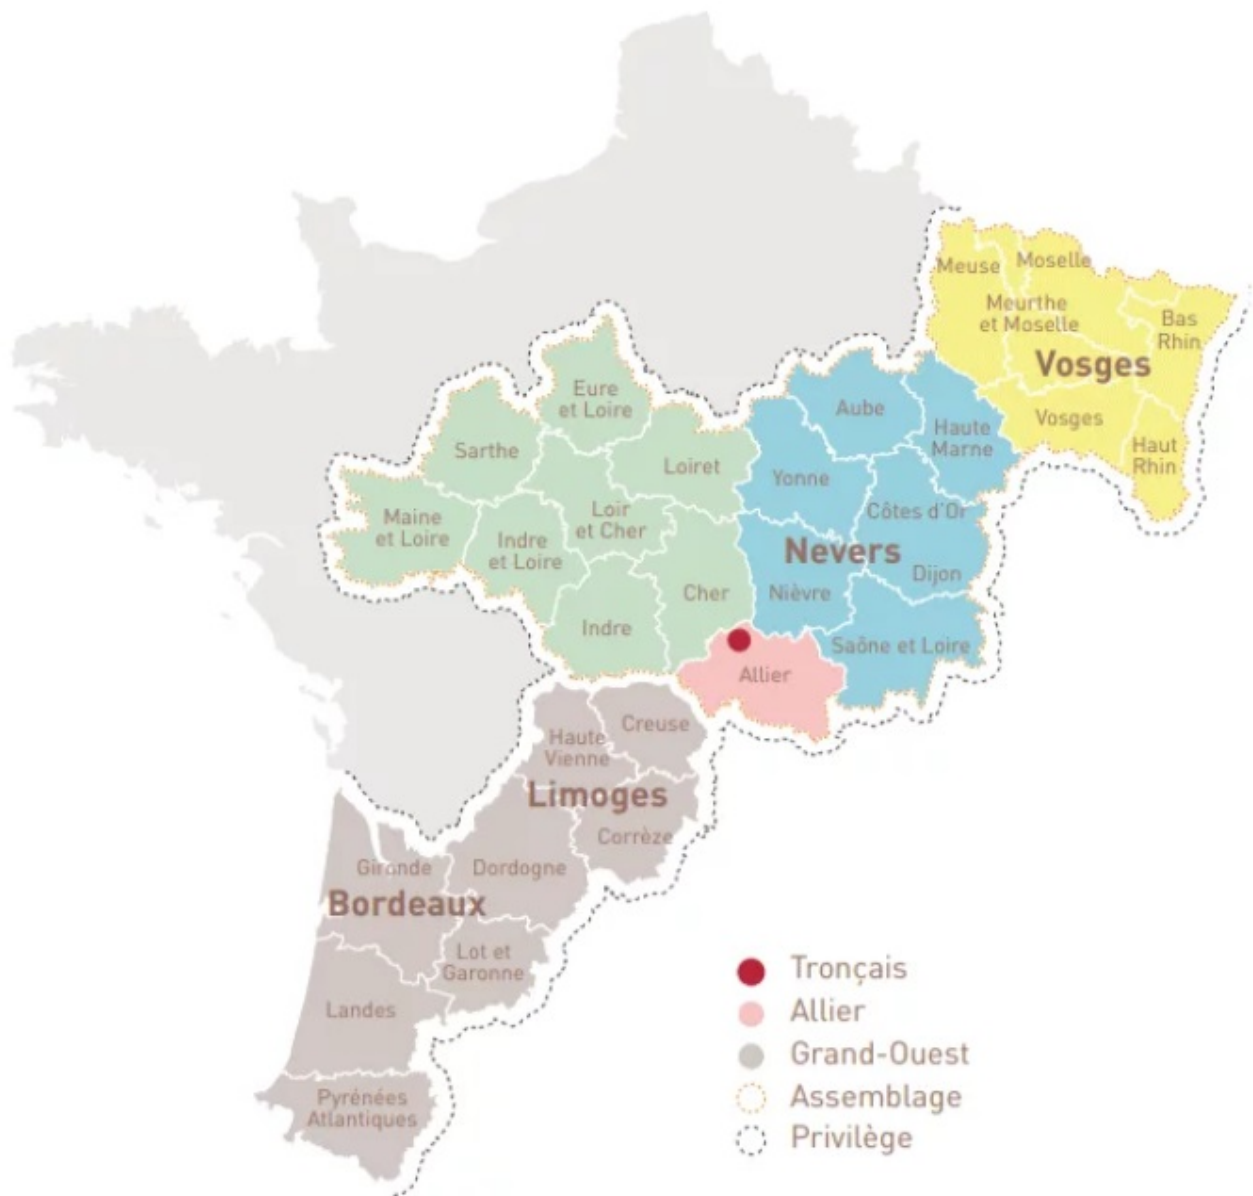 Meuse
Moselle
Meurthe
et Moselle
Bas
Rhin
Vosges
Vosges
Haut
Rhin
Eure
et Loire
Aube
Haute
Marne
Sarthe
Loiret
Yonne
Maine
et Loire
Loir
et Cher
Indre
et Loire
Côtes d'Or
Nevers
Dijon
Cher
Nièvre
Indre
Saône et Loire
Allier
Creuse
Haute
Vienne
Limoges
Corrèze
Gironde
Dordogne
Bordeaux
Lot et
Garonne
Landes
Pyrénées
Atlantiques
Tronçais
Allier
Grand-Ouest
Assemblage
Privilège